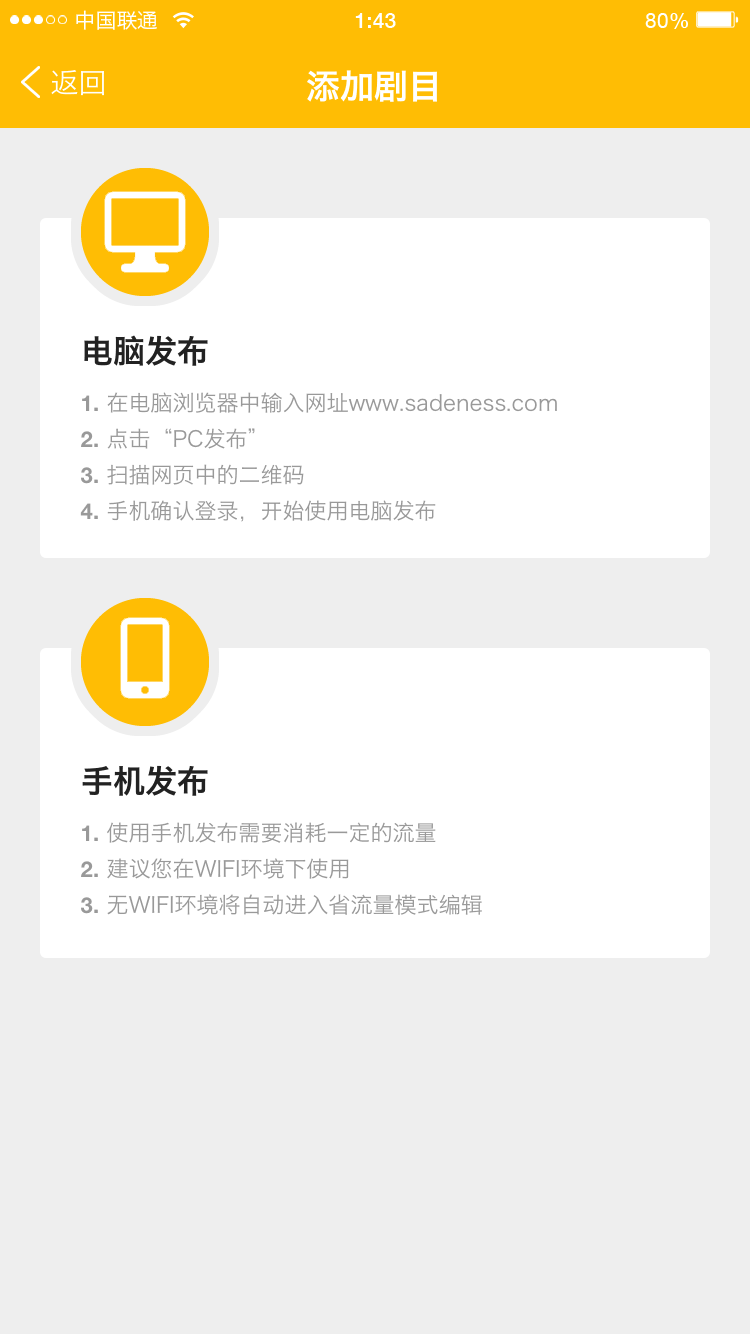 中国联通 1:43 80%
返回 添加剧目
电脑发布
1. 在电脑浏览器中输入网址www.sadeness.com
2. 点击“PC发布”
3. 扫描网页中的二维码
4. 手机确认登录，开始使用电脑发布
手机发布
1. 使用手机发布需要消耗一定的流量
2. 建议您在WIFI环境下使用
3. 无WIFI环境将自动进入省流量模式编辑